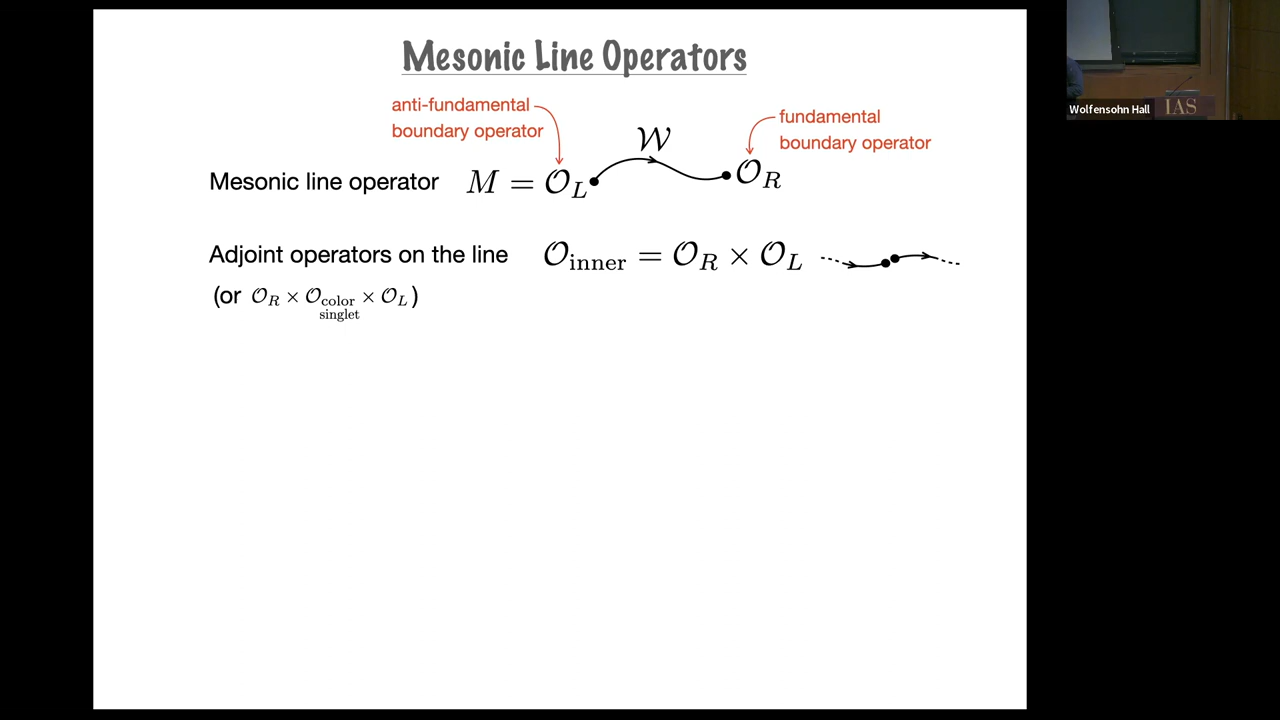 Mesonic Line Operators
anti-fundamental
boundary operator
fundamental
boundary operator
𝒲
Mesonic line operator M = 𝒪_L 𝒪_R
Adjoint operators on the line 𝒪_inner = 𝒪_R × 𝒪_L
(or 𝒪_R × 𝒪_color singlet × 𝒪_L)
Wolfensohn Hall
IAS